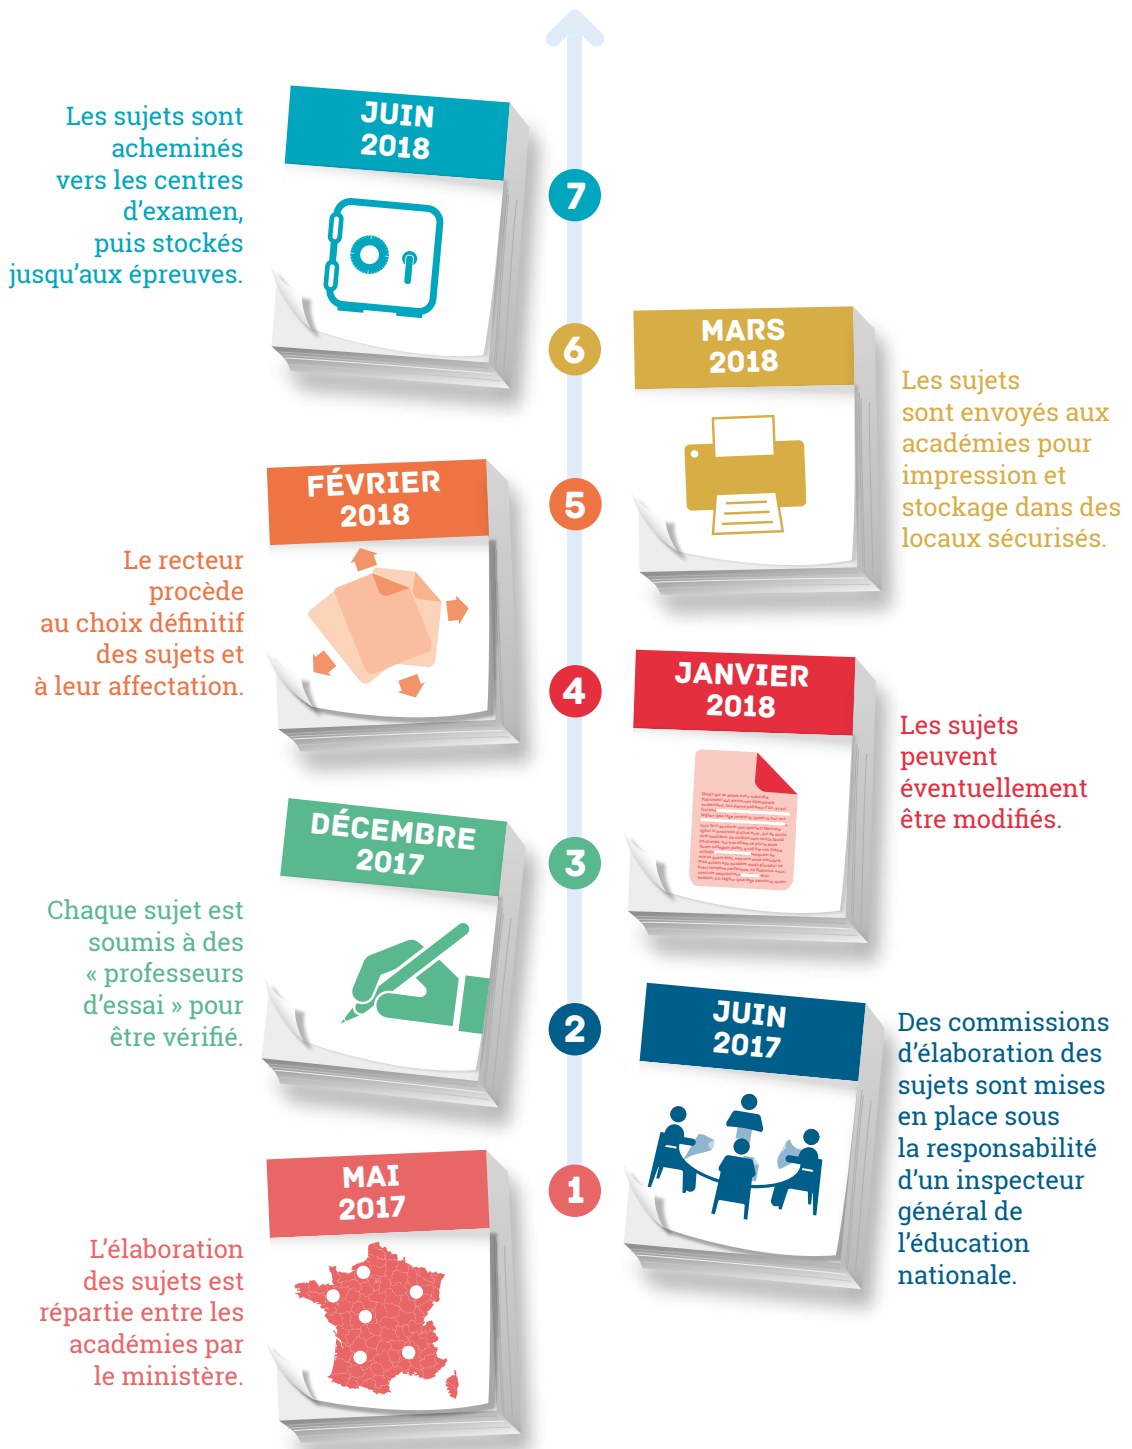 JUIN
2018
Les sujets sont
acheminés
vers les centres
d'examen,
puis stockés
jusqu'aux épreuves.
7
6
MARS
2018
Les sujets
sont envoyés aux
académies pour
impression et
stockage dans des
locaux sécurisés.
FÉVRIER
2018
5
Le recteur
procède
au choix définitif
des sujets et
à leur affectation.
4
JANVIER
2018
Les sujets
peuvent
éventuellement
être modifiés.
DÉCEMBRE
2017
3
Chaque sujet est
soumis à des
« professeurs
d'essai » pour
être vérifié.
2
JUIN
2017
Des commissions
d'élaboration des
sujets sont mises
en place sous
la responsabilité
d'un inspecteur
général de
l'éducation
nationale.
MAI
2017
1
L'élaboration
des sujets est
répartie entre les
académies par
le ministère.